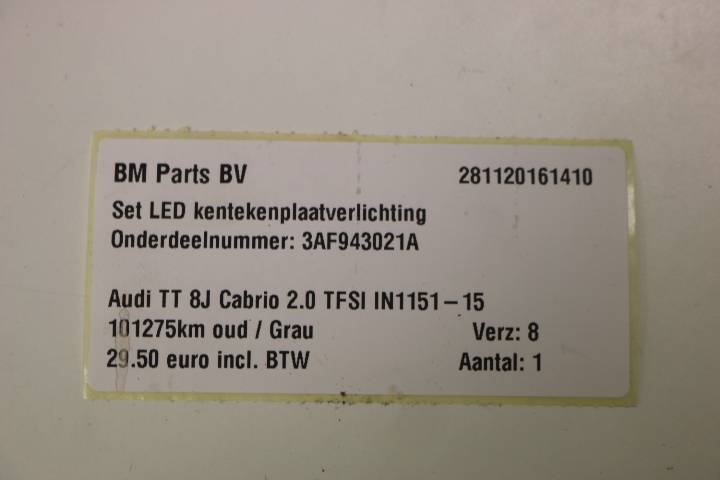 BM Parts BV 281120161410
Set LED kentekenplaatverlichting
Onderdeelnummer: 3AF943021A
Audi TT 8J Cabrio 2.0 TFSI IN1151-15
101275km oud / Grau Verz: 8
29.50 euro incl. BTW Aantal: 1